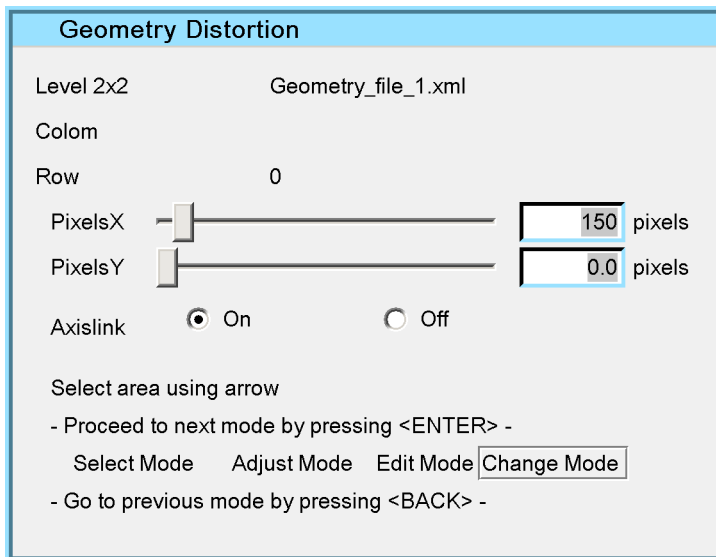 Geometry Distortion
Level 2x2 Geometry_file_1.xml
Colom
Row 0
PixelsX 150 pixels
PixelsY 0.0 pixels
Axislink On Off
Select area using arrow
- Proceed to next mode by pressing <ENTER> -
Select Mode Adjust Mode Edit Mode Change Mode
- Go to previous mode by pressing <BACK> -